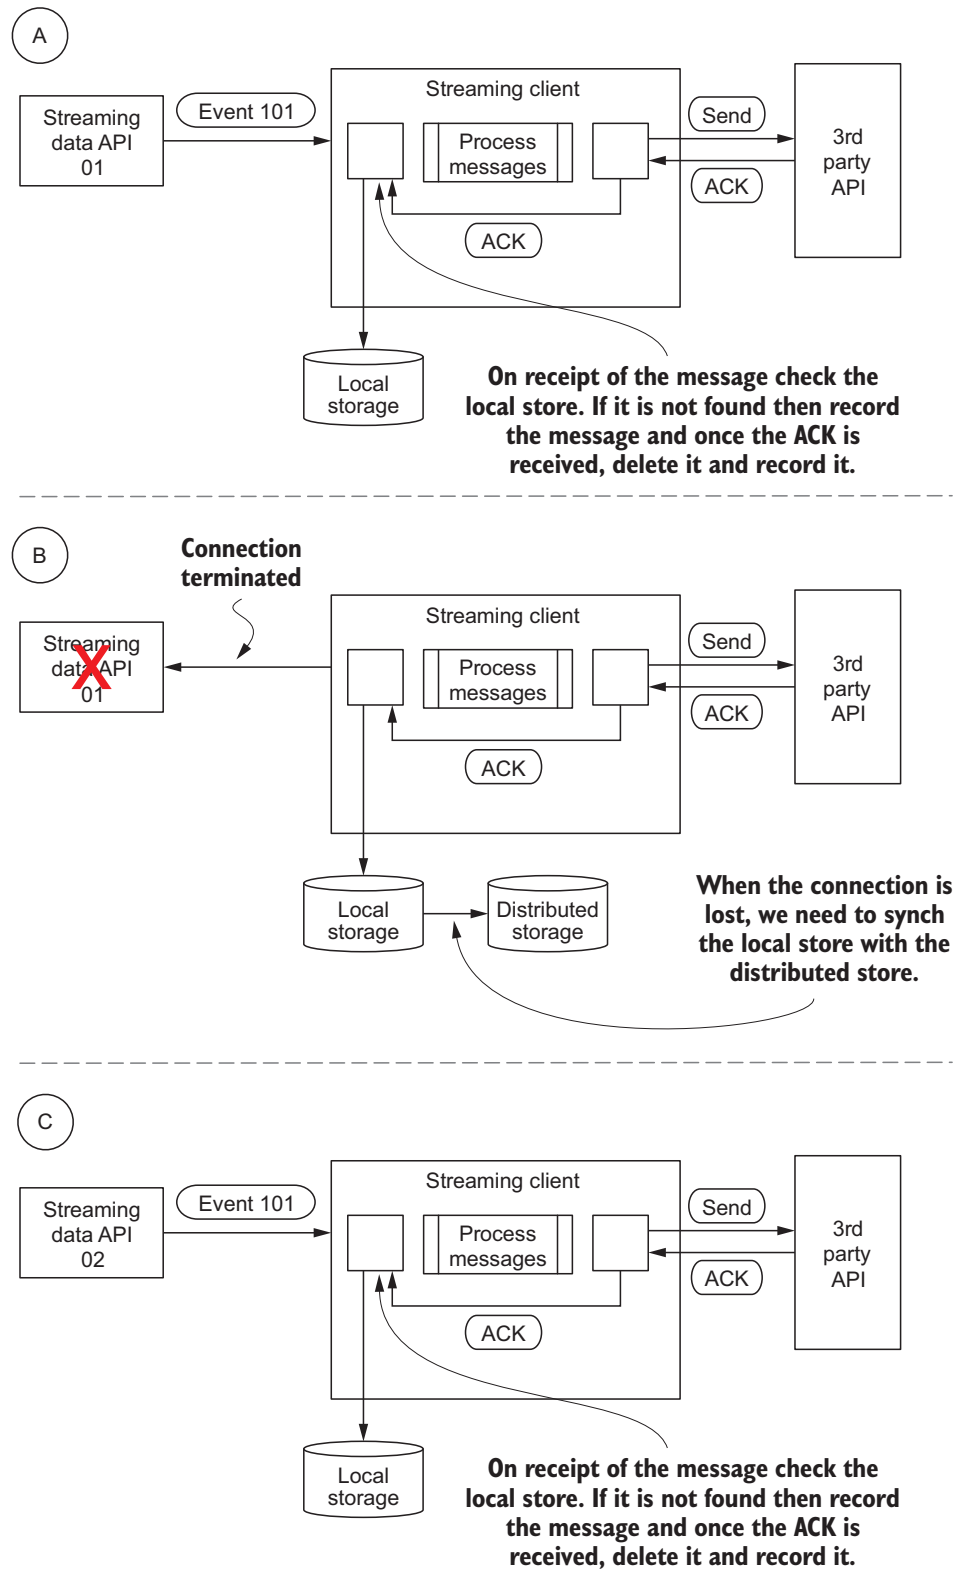 A
Streaming
data API
01
Event 101
Streaming client
Process
messages
Send
ACK
3rd
party
API
ACK
Local
storage
On receipt of the message check the
local store. If it is not found then record
the message and once the ACK is
received, delete it and record it.
B
Connection
terminated
Streaming
data API
01
X
Streaming client
Process
messages
Send
ACK
3rd
party
API
ACK
Local
storage
Distributed
storage
When the connection is
lost, we need to synch
the local store with the
distributed store.
C
Streaming
data API
02
Event 101
Streaming client
Process
messages
Send
ACK
3rd
party
API
ACK
Local
storage
On receipt of the message check the
local store. If it is not found then record
the message and once the ACK is
received, delete it and record it.